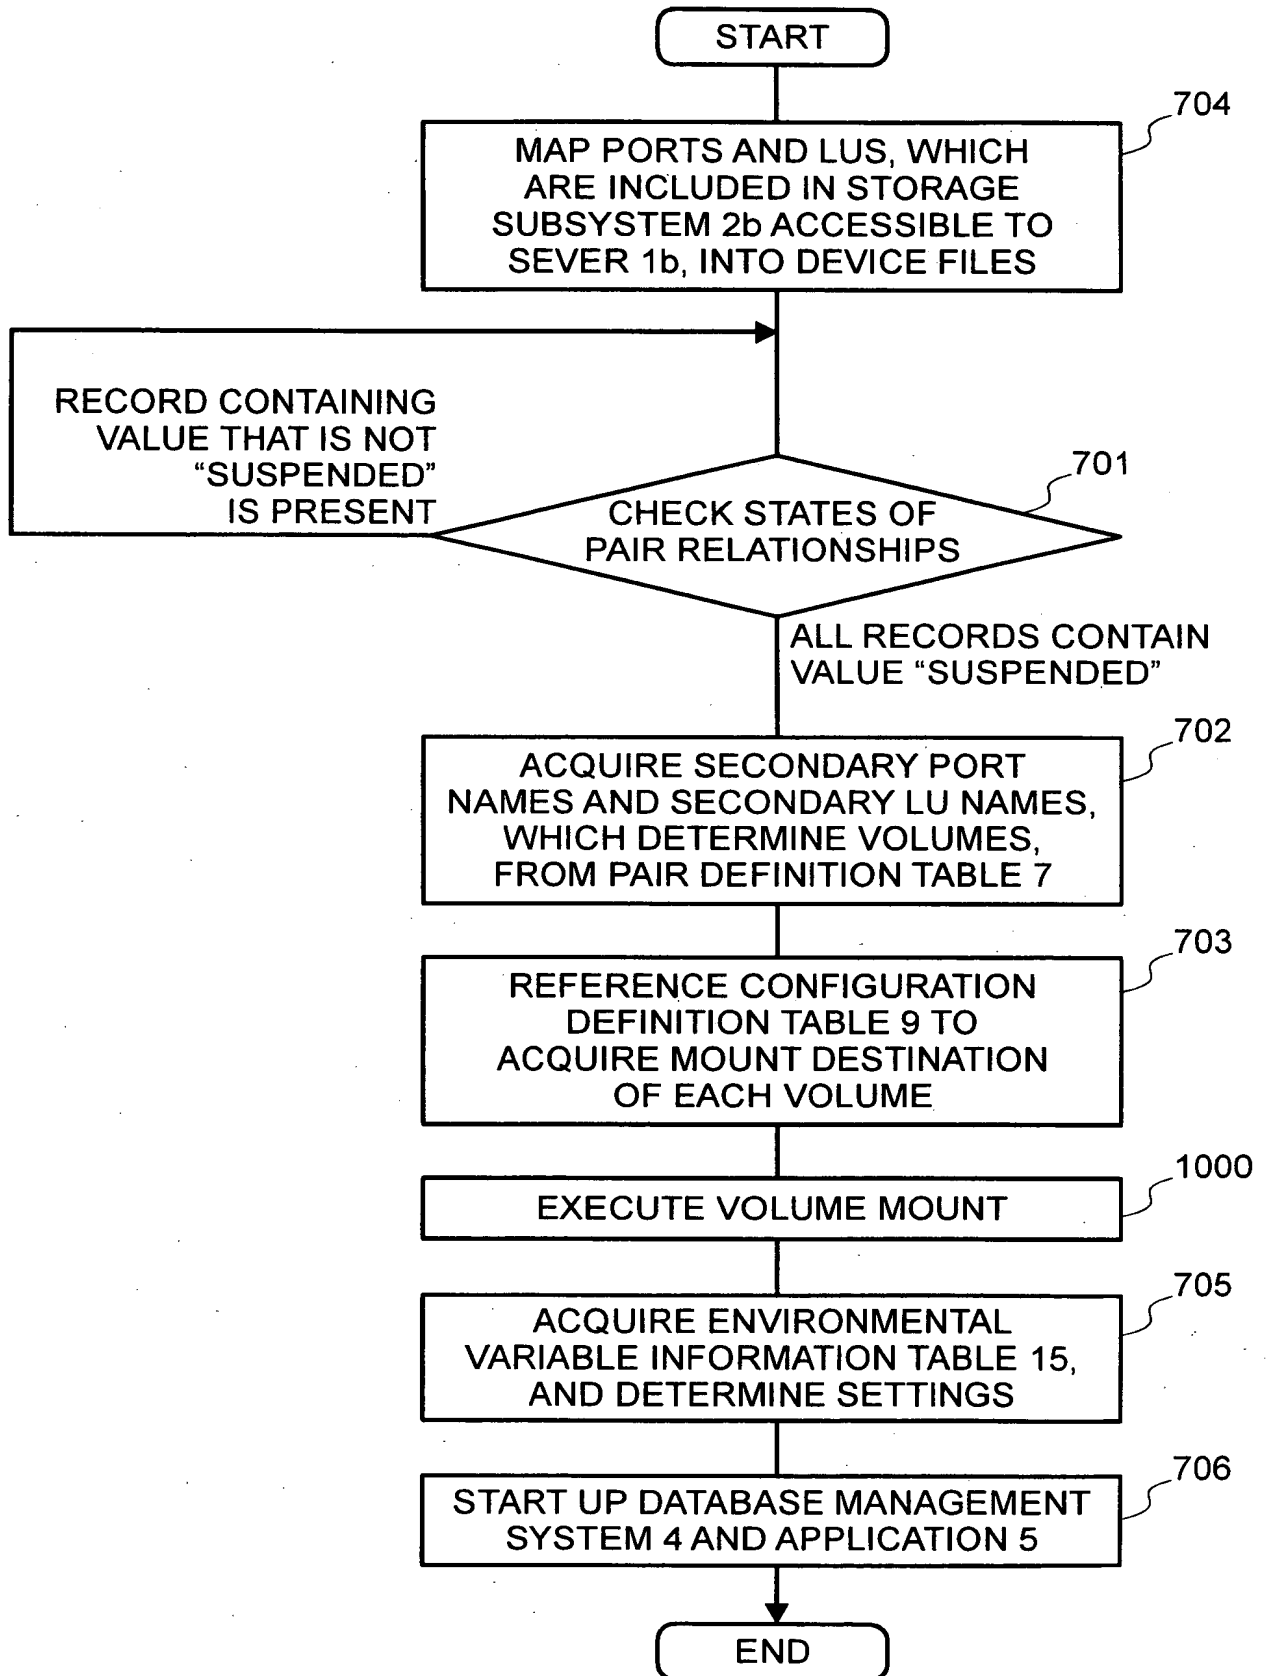 START
704
MAP PORTS AND LUS, WHICH
ARE INCLUDED IN STORAGE
SUBSYSTEM 2b ACCESSIBLE TO
SEVER 1b, INTO DEVICE FILES
RECORD CONTAINING
VALUE THAT IS NOT
“SUSPENDED”
IS PRESENT
701
CHECK STATES OF
PAIR RELATIONSHIPS
ALL RECORDS CONTAIN
VALUE “SUSPENDED”
702
ACQUIRE SECONDARY PORT
NAMES AND SECONDARY LU NAMES,
WHICH DETERMINE VOLUMES,
FROM PAIR DEFINITION TABLE 7
703
REFERENCE CONFIGURATION
DEFINITION TABLE 9 TO
ACQUIRE MOUNT DESTINATION
OF EACH VOLUME
1000
EXECUTE VOLUME MOUNT
705
ACQUIRE ENVIRONMENTAL
VARIABLE INFORMATION TABLE 15,
AND DETERMINE SETTINGS
706
START UP DATABASE MANAGEMENT
SYSTEM 4 AND APPLICATION 5
END